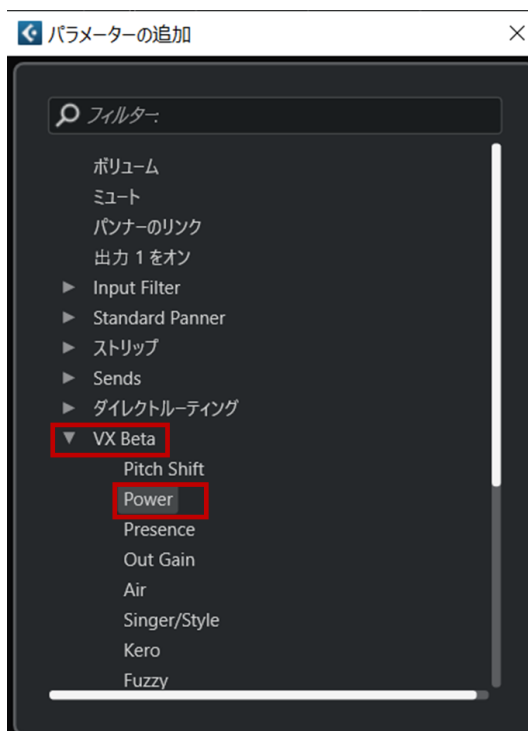 パラメーターの追加
フィルター:
ボリューム
ミュート
パンナーのリンク
出力 1 をオン
Input Filter
Standard Panner
ストリップ
Sends
ダイレクトルーティング
VX Beta
Pitch Shift
Power
Presence
Out Gain
Air
Singer/Style
Kero
Fuzzy